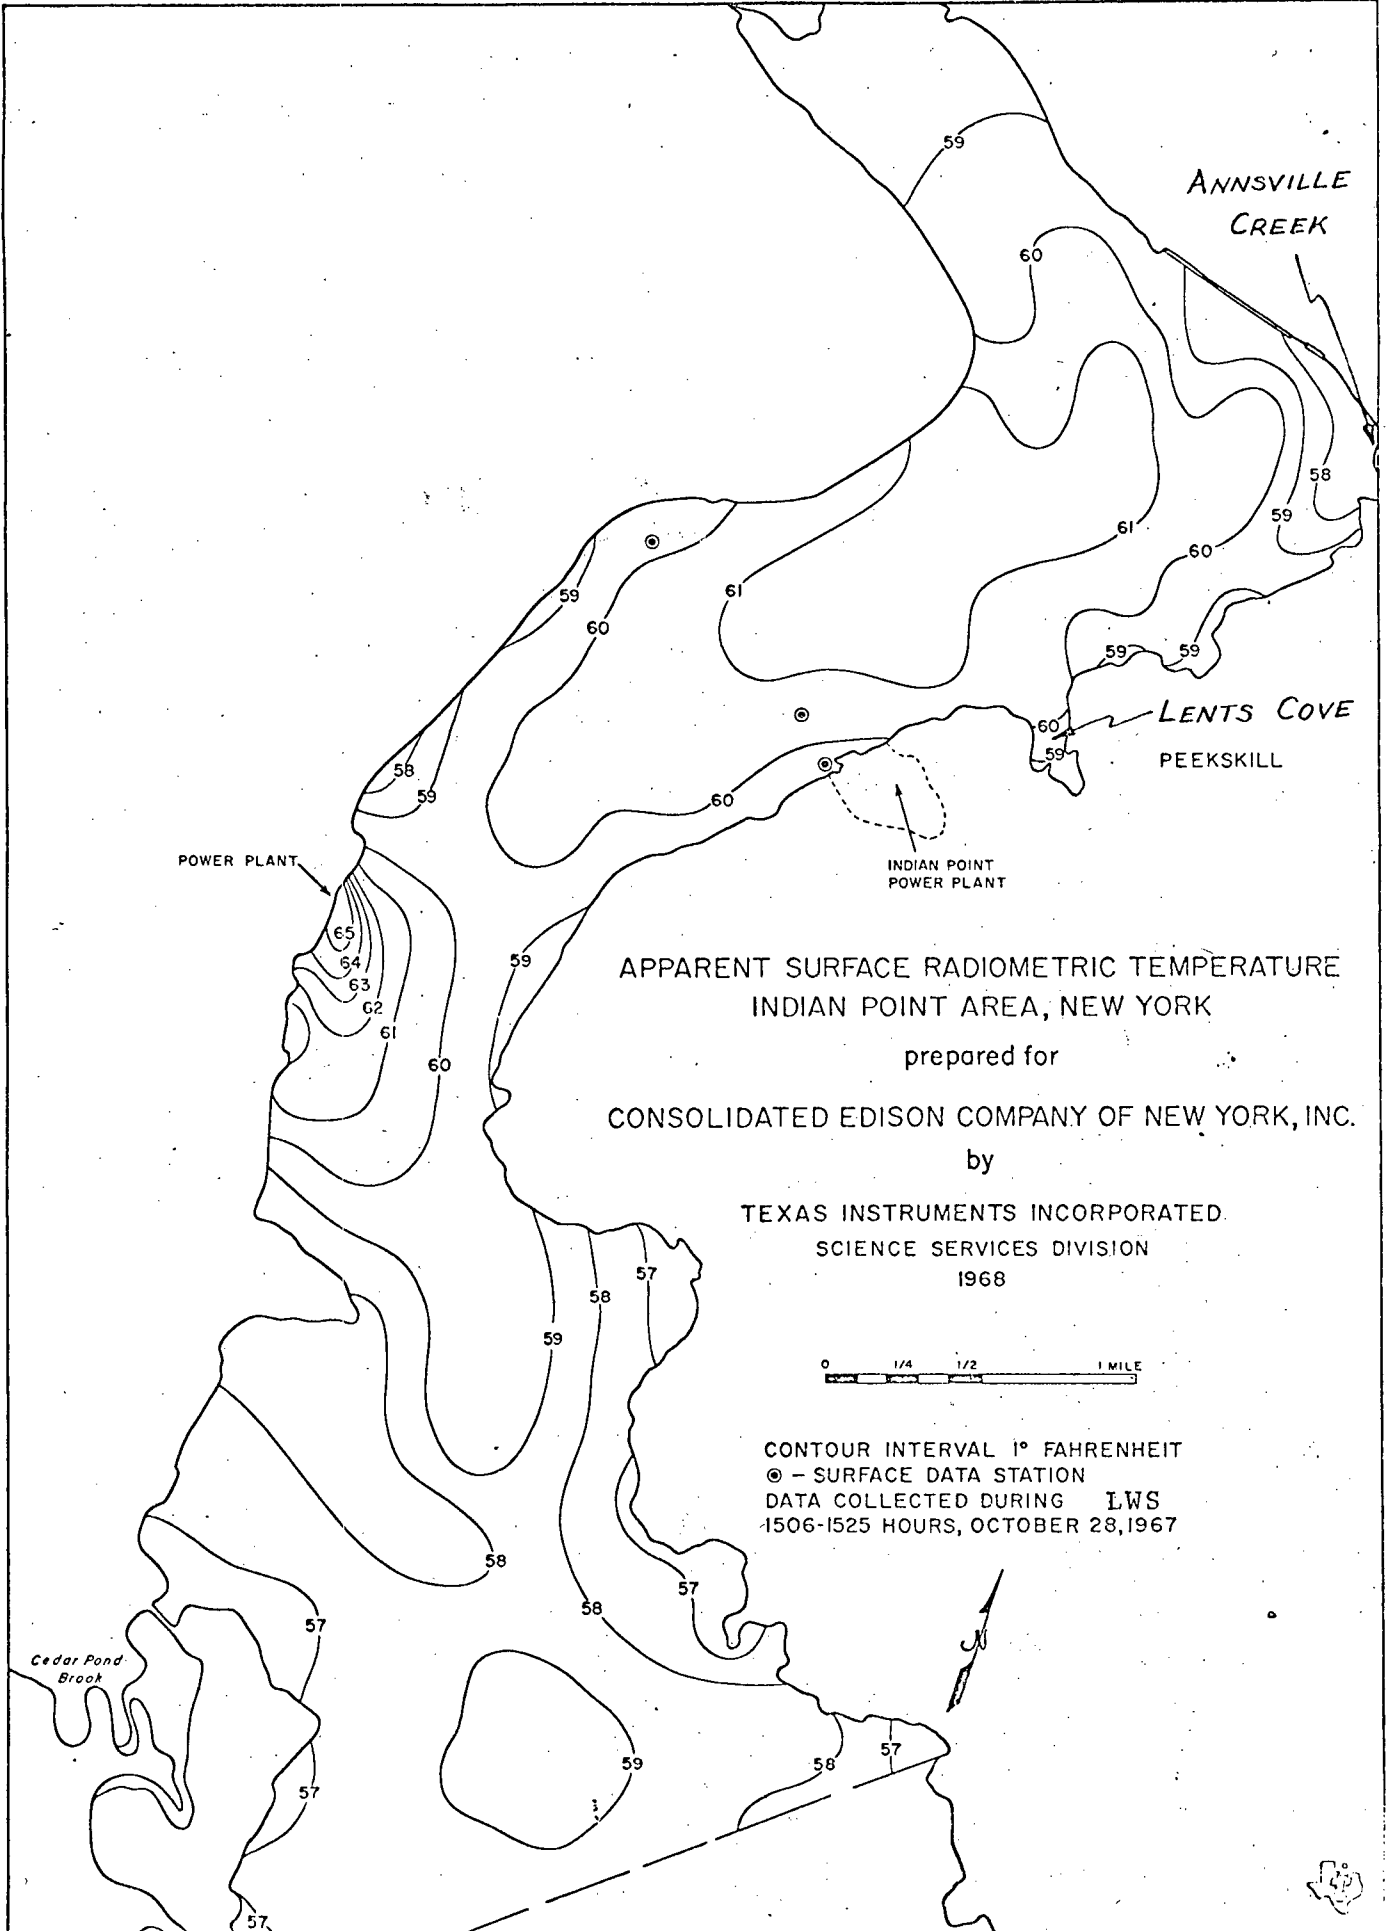 59
ANNSVILLE
CREEK
60
58
59
61
60
61
59
60
59
59
LENTS COVE
60
59
PEEKSKILL
58
59
60
POWER PLANT
INDIAN POINT
POWER PLANT
65
64
63
62
61
60
59
APPARENT SURFACE RADIOMETRIC TEMPERATURE
INDIAN POINT AREA, NEW YORK
prepared for
CONSOLIDATED EDISON COMPANY OF NEW YORK, INC.
by
TEXAS INSTRUMENTS INCORPORATED
SCIENCE SERVICES DIVISION
1968
57
58
59
0 1/4 1/2 1 MILE
CONTOUR INTERVAL 1° FAHRENHEIT
⊙ – SURFACE DATA STATION
DATA COLLECTED DURING LWS
1506-1525 HOURS, OCTOBER 28, 1967
58
57
58
57
Cedar Pond
Brook
N
59
58
57
57
57